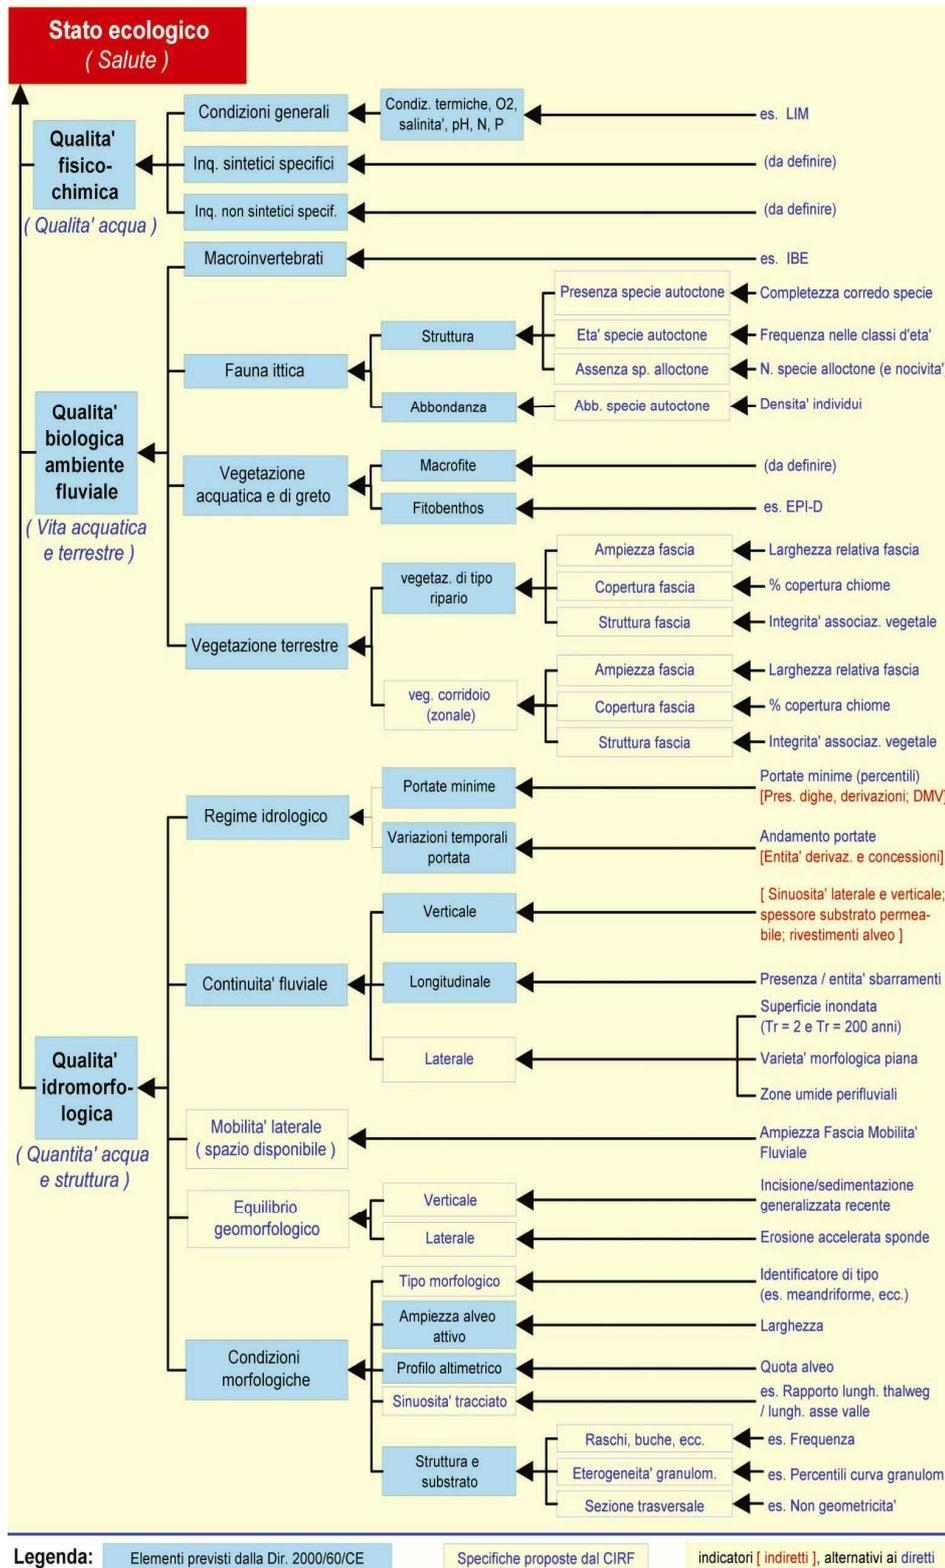 Stato ecologico
( Salute )
Qualita'
fisico-
chimica
( Qualita' acqua )
Condizioni generali
Condiz. termiche, O2,
salinita', pH, N, P
es. LIM
Inq. sintetici specifici
(da definire)
Inq. non sintetici specif.
(da definire)
Qualita'
biologica
ambiente
fluviale
( Vita acquatica
e terrestre )
Macroinvertebrati
es. IBE
Fauna ittica
Struttura
Presenza specie autoctone
Completezza corredo specie
Eta' specie autoctone
Frequenza nelle classi d'eta'
Assenza sp. alloctone
N. specie alloctone (e nocivita'
Abbondanza
Abb. specie autoctone
Densita' individui
Vegetazione
acquatica e di greto
Macrofite
(da definire)
Fitobenthos
es. EPI-D
Vegetazione terrestre
vegetaz. di tipo
ripario
Ampiezza fascia
Larghezza relativa fascia
Copertura fascia
% copertura chiome
Struttura fascia
Integrita' associaz. vegetale
veg. corridoio
(zonale)
Ampiezza fascia
Larghezza relativa fascia
Copertura fascia
% copertura chiome
Struttura fascia
Integrita' associaz. vegetale
Qualita'
idromorfo-
logica
( Quantita' acqua
e struttura )
Regime idrologico
Portate minime
Portate minime (percentili)
[Pres. dighe, derivazioni; DMV]
Variazioni temporali
portata
Andamento portate
[Entita' derivaz. e concessioni]
Continuita' fluviale
Verticale
[ Sinuosita' laterale e verticale;
spessore substrato permea-
bile; rivestimenti alveo ]
Longitudinale
Presenza / entita' sbarramenti
Laterale
Superficie inondata
(Tr = 2 e Tr = 200 anni)
Varieta' morfologica piana
Zone umide perifluviali
Mobilita' laterale
( spazio disponibile )
Ampiezza Fascia Mobilita'
Fluviale
Equilibrio
geomorfologico
Verticale
Incisione/sedimentazione
generalizzata recente
Laterale
Erosione accelerata sponde
Condizioni
morfologiche
Tipo morfologico
Identificatore di tipo
(es. meandriforme, ecc.)
Ampiezza alveo
attivo
Larghezza
Profilo altimetrico
Quota alveo
Sinuosita' tracciato
es. Rapporto lungh. thalweg
/ lungh. asse valle
Struttura e
substrato
Raschi, buche, ecc.
es. Frequenza
Eterogeneita' granulom.
es. Percentili curva granulom
Sezione trasversale
es. Non geometricita'
Legenda:
Elementi previsti dalla Dir. 2000/60/CE
Specifiche proposte dal CIRF
indicatori [ indiretti ], alternativi ai diretti